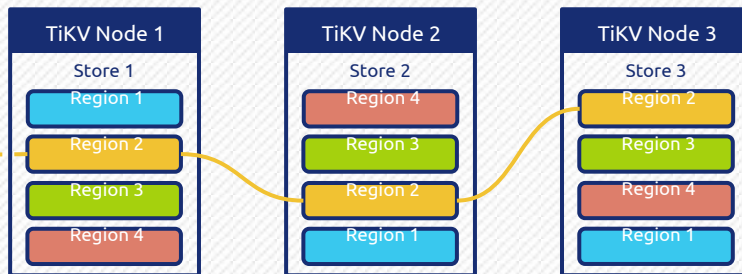 TiKV Node 1
Store 1
Region 1
Region 2
Region 3
Region 4
TiKV Node 2
Store 2
Region 4
Region 3
Region 2
Region 1
TiKV Node 3
Store 3
Region 2
Region 3
Region 4
Region 1